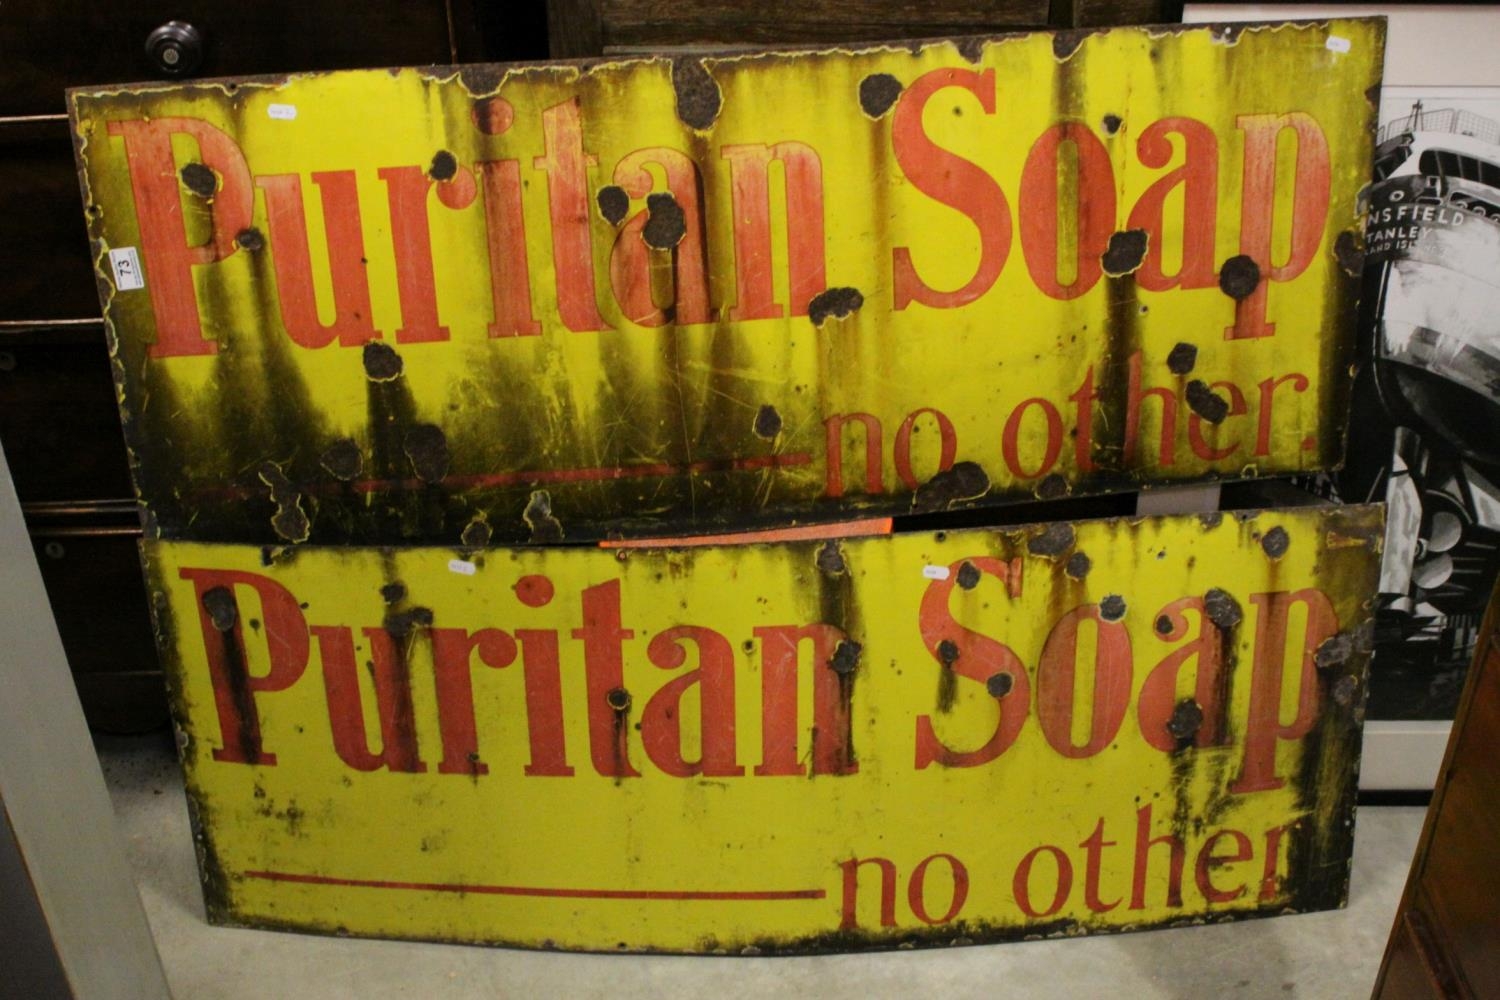 Puritan Soap
no other.
73
Puritan Soap
no other
NSFIELD
TANLEY